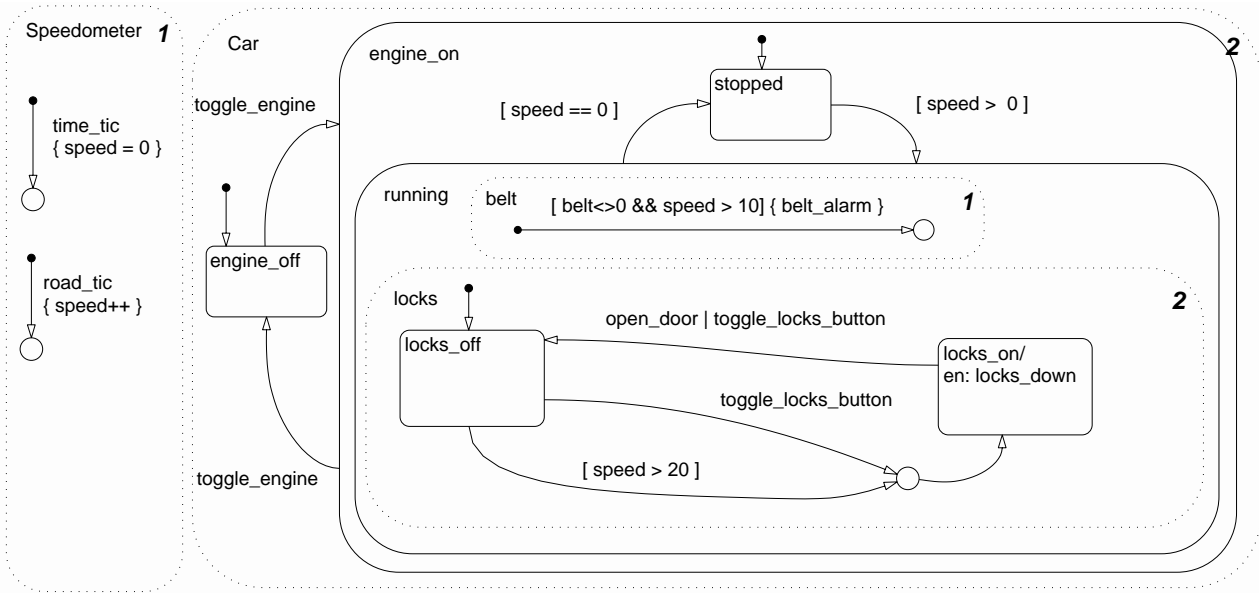 Speedometer
1
time_tic
{ speed = 0 }
road_tic
{ speed++ }
Car
2
toggle_engine
engine_off
toggle_engine
engine_on
stopped
[ speed == 0 ]
[ speed >  0 ]
running
belt
1
[ belt<>0 && speed > 10] { belt_alarm }
locks
2
locks_off
open_door | toggle_locks_button
locks_on/
en: locks_down
toggle_locks_button
[ speed > 20 ]